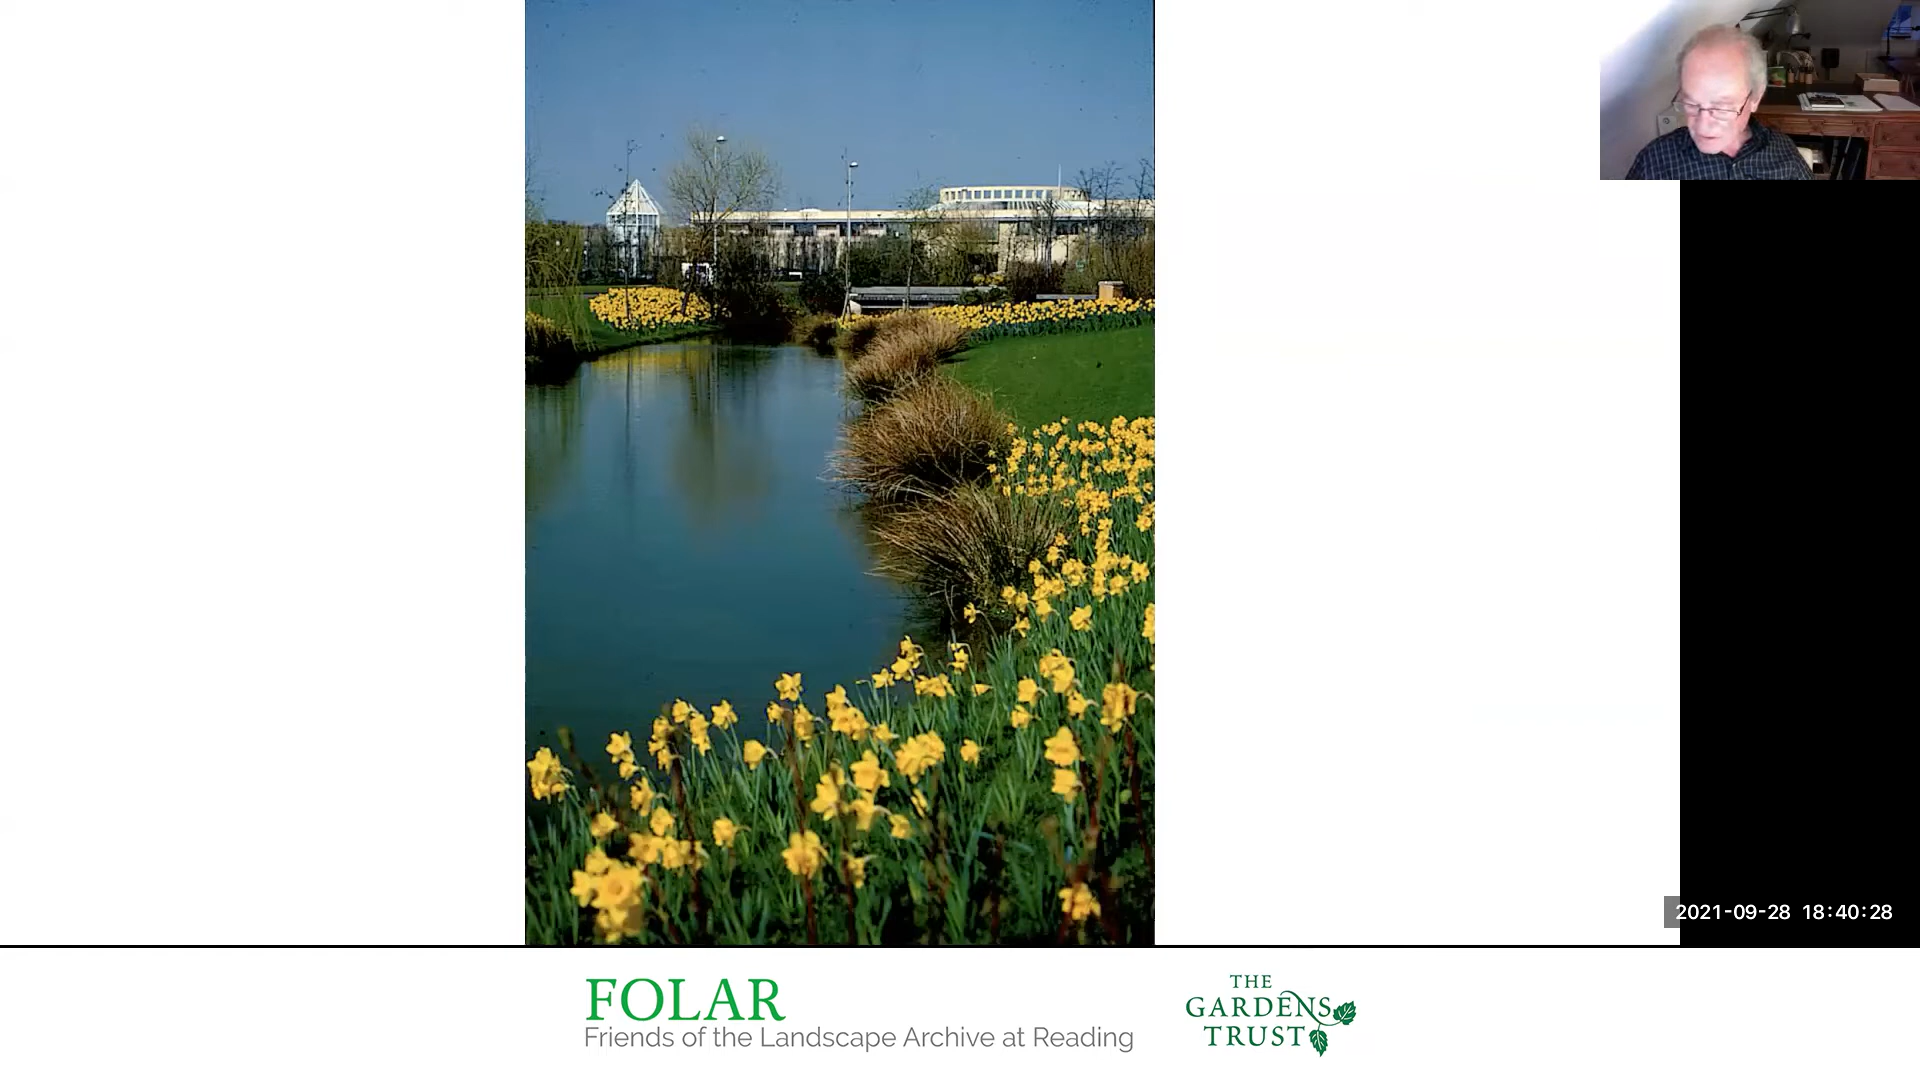 2021-09-28 18:40:28
FOLAR
Friends of the Landscape Archive at Reading
THE
GARDENS
TRUST